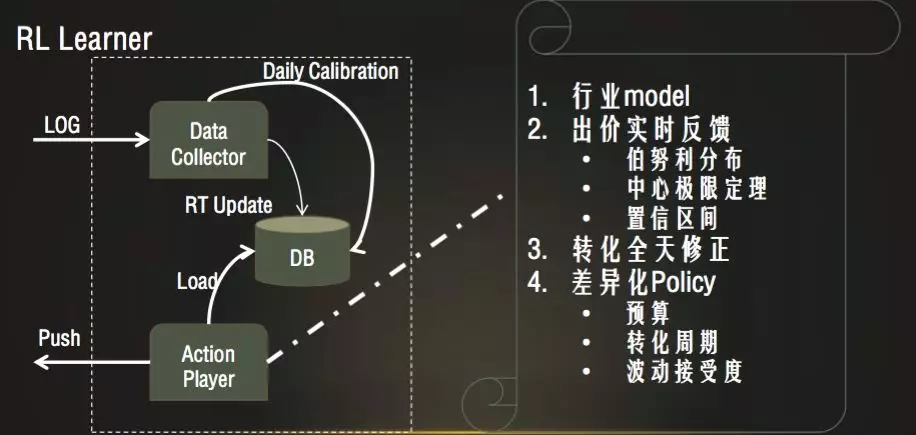 RL Learner
Daily Calibration
LOG
Data
Collector
RT Update
DB
Load
Push
Action
Player
1. 行业model
2. 出价实时反馈
• 伯努利分布
• 中心极限定理
• 置信区间
3. 转化全天修正
4. 差异化Policy
• 预算
• 转化周期
• 波动接受度